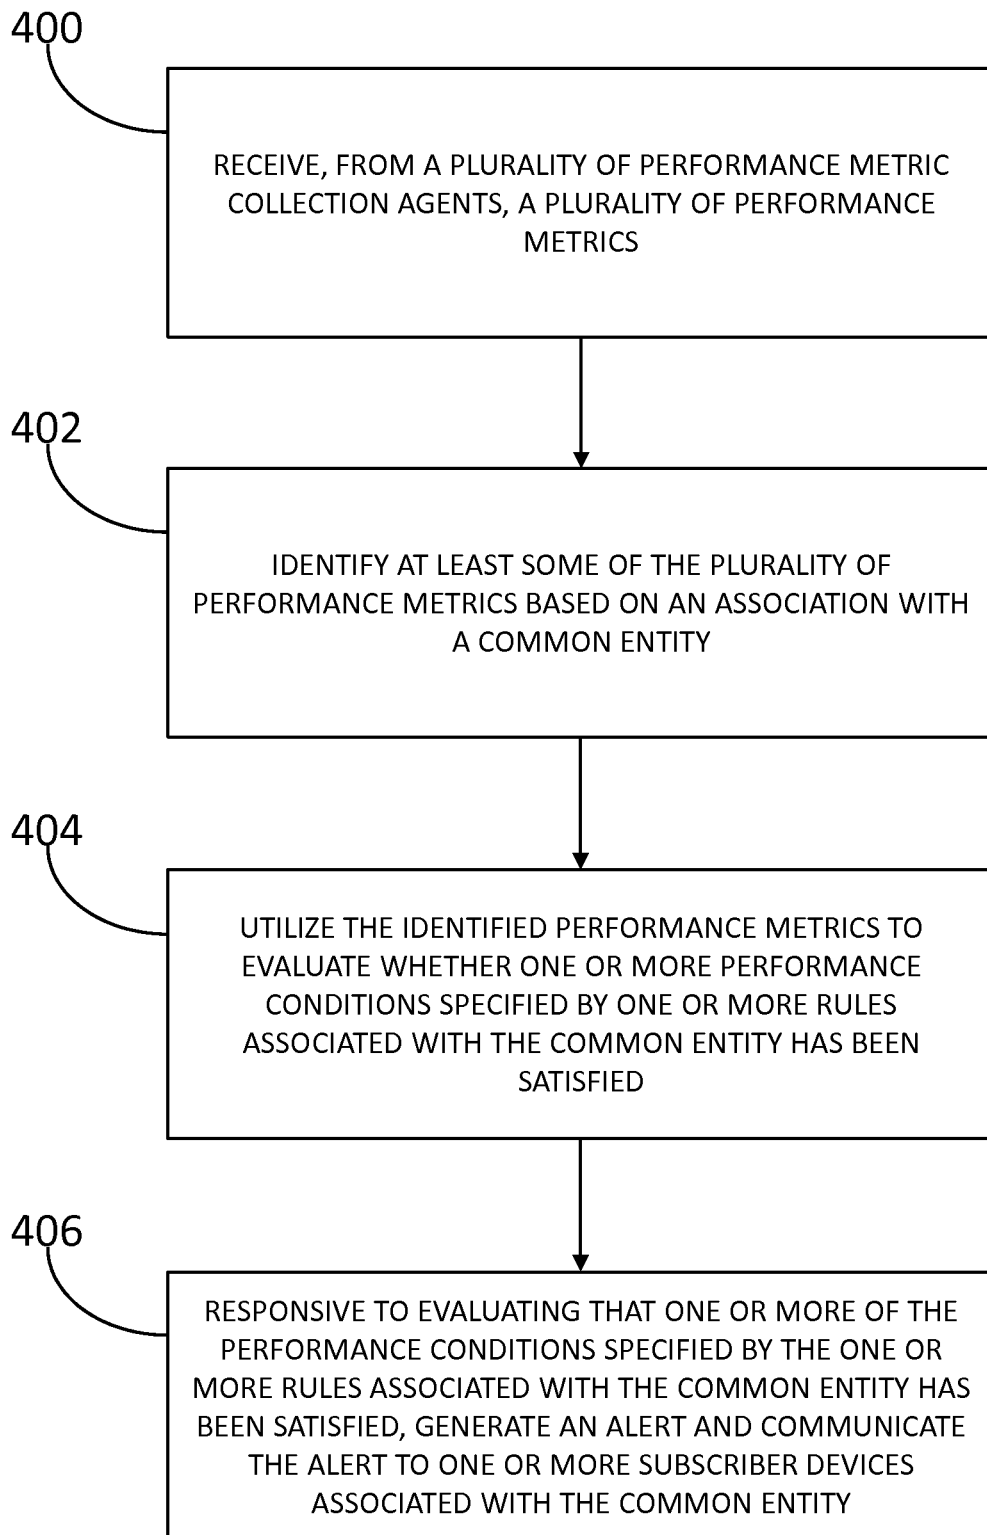 400
RECEIVE, FROM A PLURALITY OF PERFORMANCE METRIC
COLLECTION AGENTS, A PLURALITY OF PERFORMANCE
METRICS
402
IDENTIFY AT LEAST SOME OF THE PLURALITY OF
PERFORMANCE METRICS BASED ON AN ASSOCIATION WITH
A COMMON ENTITY
404
UTILIZE THE IDENTIFIED PERFORMANCE METRICS TO
EVALUATE WHETHER ONE OR MORE PERFORMANCE
CONDITIONS SPECIFIED BY ONE OR MORE RULES
ASSOCIATED WITH THE COMMON ENTITY HAS BEEN
SATISFIED
406
RESPONSIVE TO EVALUATING THAT ONE OR MORE OF THE
PERFORMANCE CONDITIONS SPECIFIED BY THE ONE OR
MORE RULES ASSOCIATED WITH THE COMMON ENTITY HAS
BEEN SATISFIED, GENERATE AN ALERT AND COMMUNICATE
THE ALERT TO ONE OR MORE SUBSCRIBER DEVICES
ASSOCIATED WITH THE COMMON ENTITY